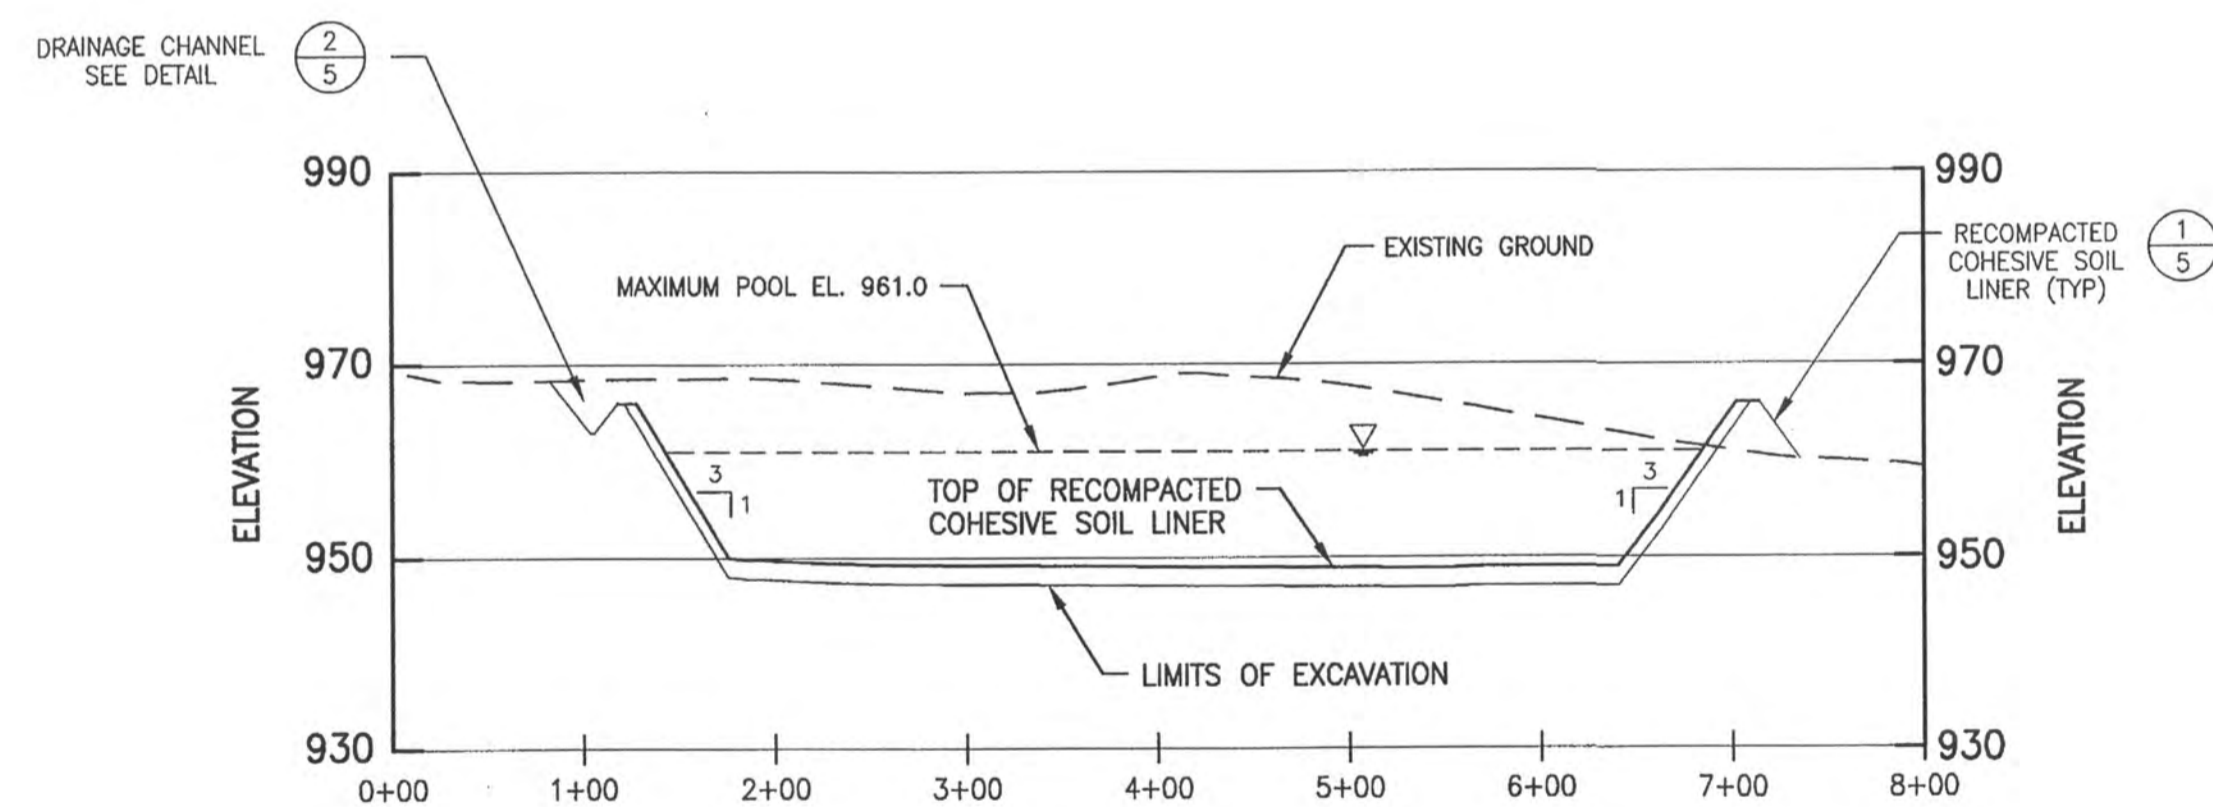 DRAINAGE CHANNEL
SEE DETAIL
2
5
990
990
EXISTING GROUND
RECOMPACTED
COHESIVE SOIL
LINER (TYP)
1
5
MAXIMUM POOL EL. 961.0
970
970
ELEVATION
ELEVATION
3
1
TOP OF RECOMPACTED
COHESIVE SOIL LINER
3
1
950
950
LIMITS OF EXCAVATION
930
930
0+00 1+00 2+00 3+00 4+00 5+00 6+00 7+00 8+00